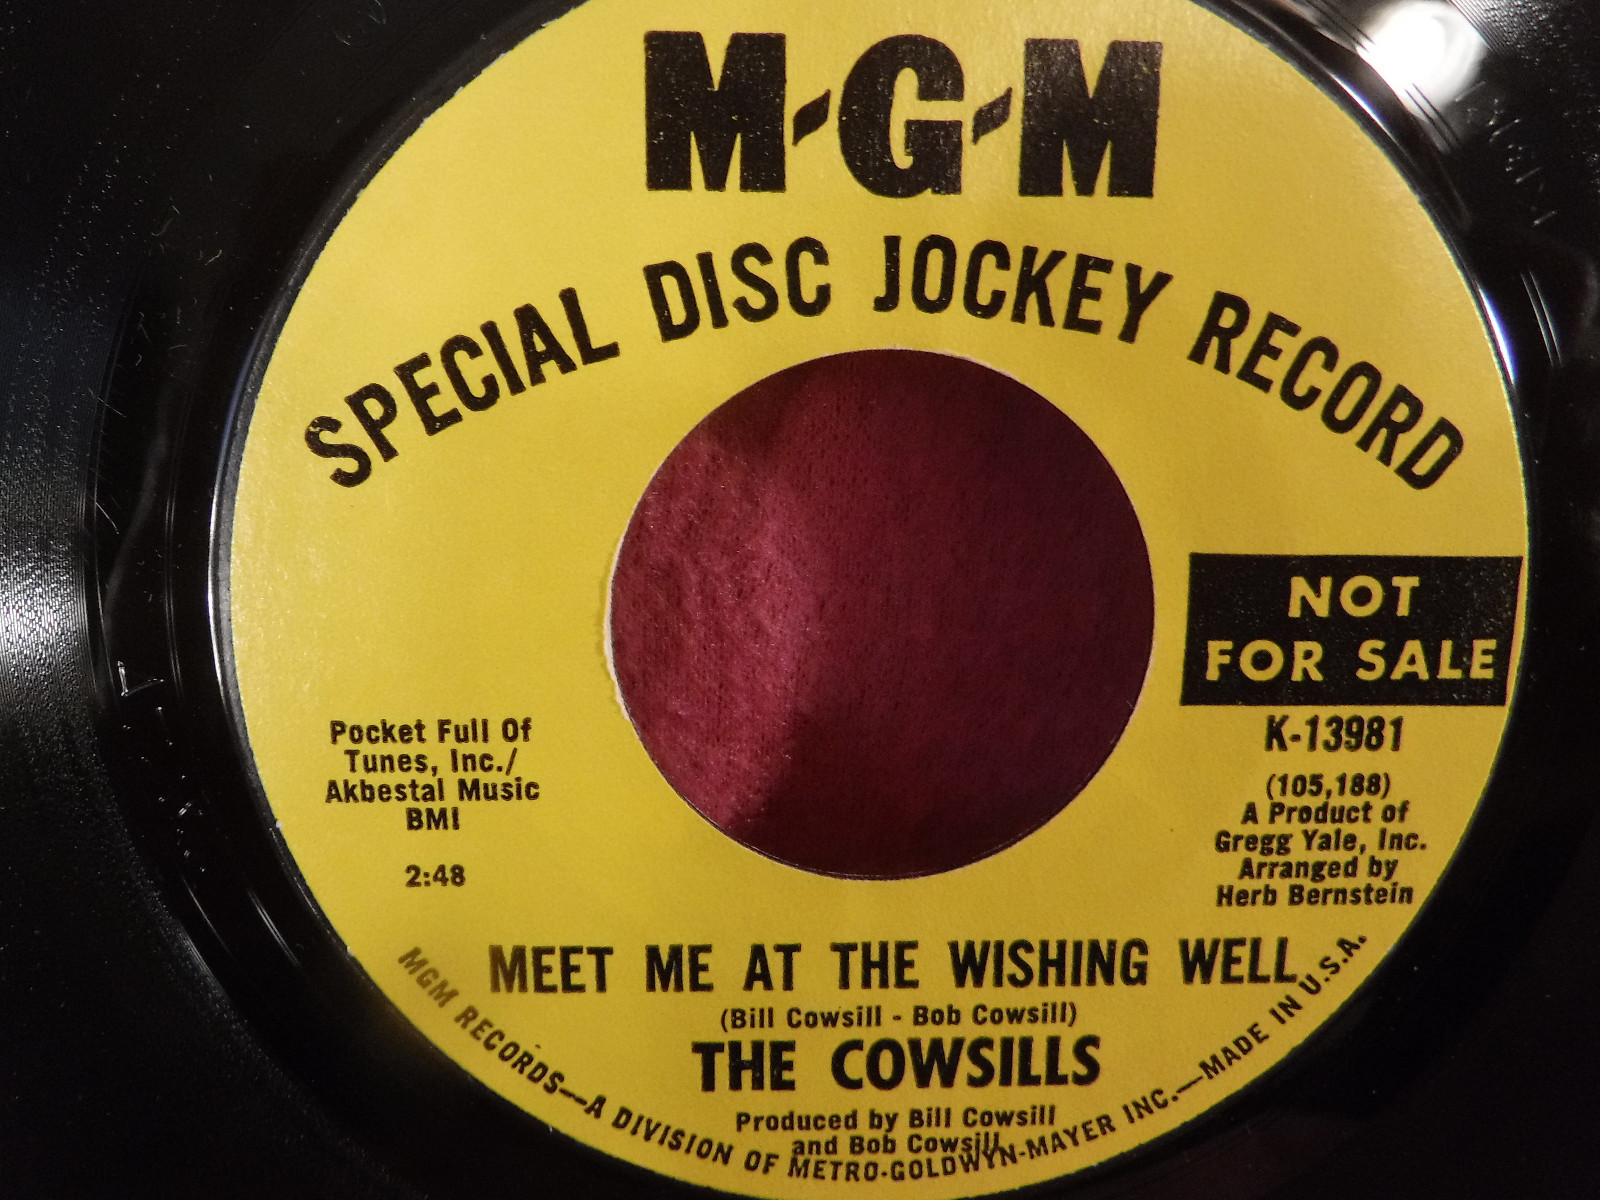 M-G-M
SPECIAL DISC JOCKEY RECORD
NOT
FOR SALE
K-13981
(105,188)
A Product of
Gregg Yale, Inc.
Arranged by
Herb Bernstein
Pocket Full Of
Tunes, Inc./
Akbestal Music
BMI
2:48
MEET ME AT THE WISHING WELL
(Bill Cowsill - Bob Cowsill)
THE COWSILLS
Produced by Bill Cowsill
and Bob Cowsill
MGM RECORDS—A DIVISION OF METRO-GOLDWYN-MAYER INC.—MADE IN U.S.A.